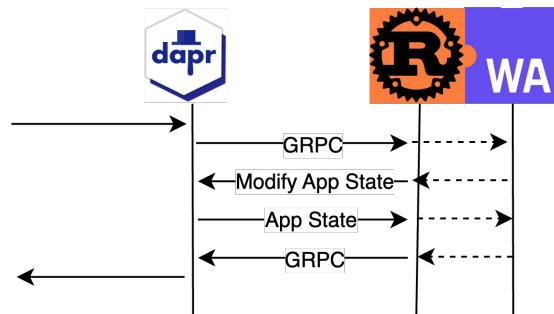 dapr
R
WA
GRPC
Modify App State
App State
GRPC